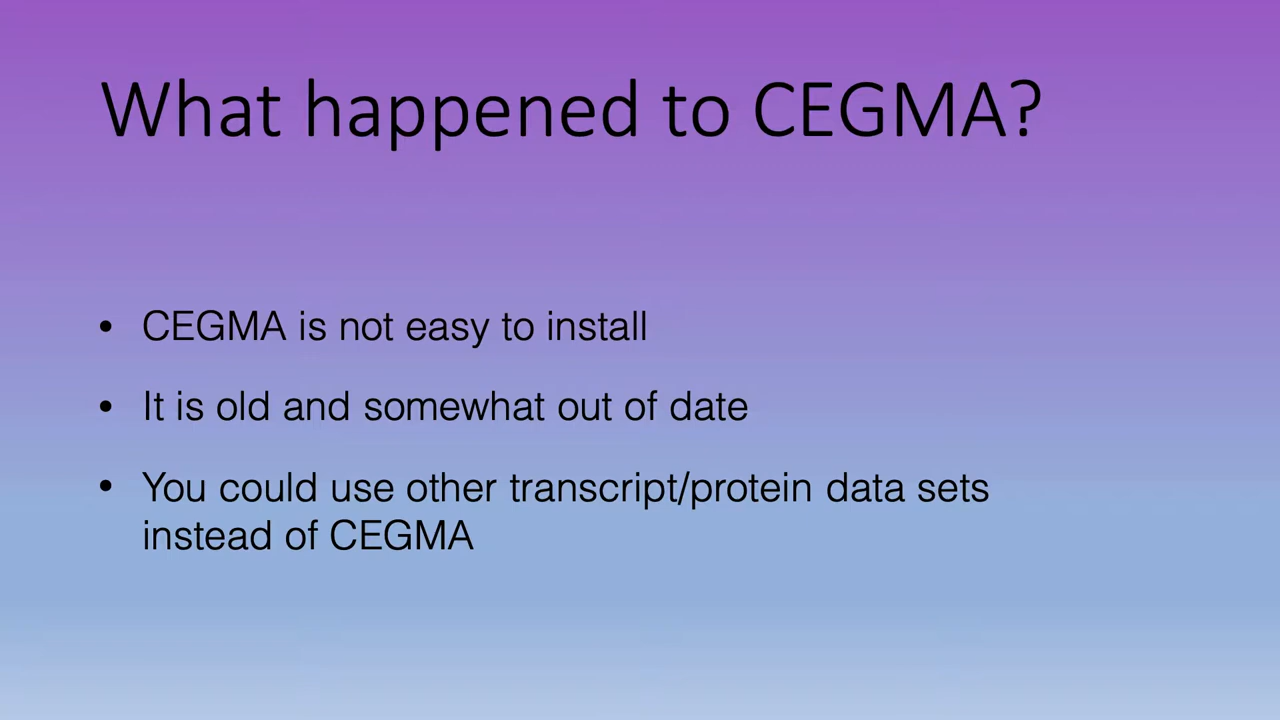 What happened to CEGMA?
• CEGMA is not easy to install
• It is old and somewhat out of date
• You could use other transcript/protein data sets
instead of CEGMA